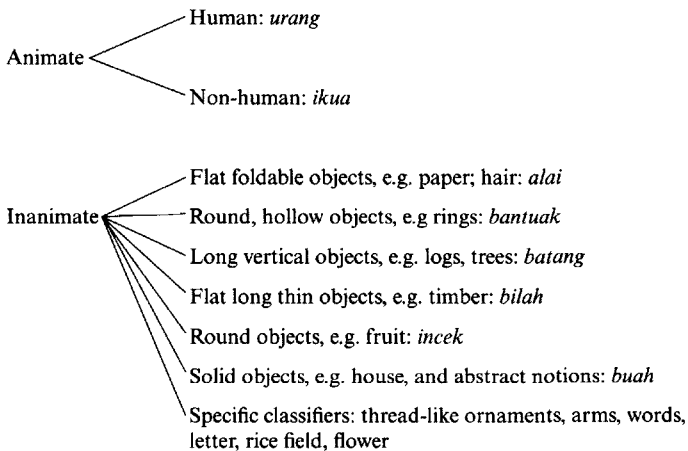 Human: urang
Animate
Non-human: ikua
Flat foldable objects, e.g. paper; hair: alai
Inanimate
Round, hollow objects, e.g rings: bantuak
Long vertical objects, e.g. logs, trees: batang
Flat long thin objects, e.g. timber: bilah
Round objects, e.g. fruit: incek
Solid objects, e.g. house, and abstract notions: buah
Specific classifiers: thread-like ornaments, arms, words,
letter, rice field, flower